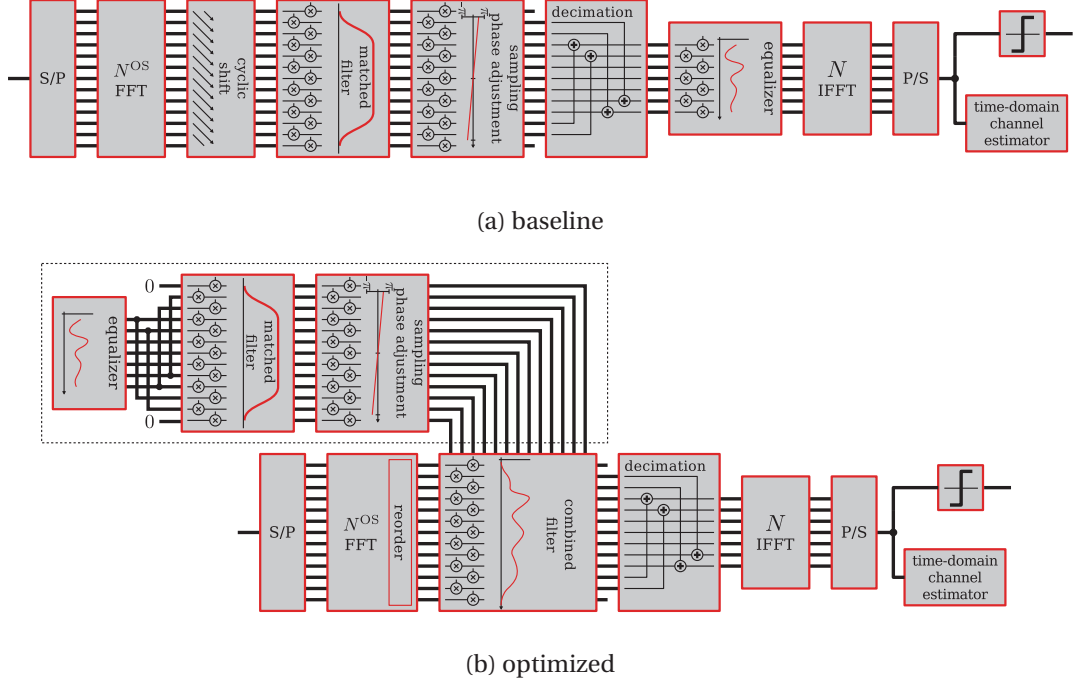 S/P
N^OS
FFT
cyclic
shift
matched
filter
-π
π
sampling
phase adjustment
decimation
equalizer
N
IFFT
P/S
time-domain
channel
estimator
(a) baseline
equalizer
0
0
matched
filter
-π
π
sampling
phase adjustment
S/P
N^OS
FFT
reorder
combined
filter
decimation
N
IFFT
P/S
time-domain
channel
estimator
(b) optimized